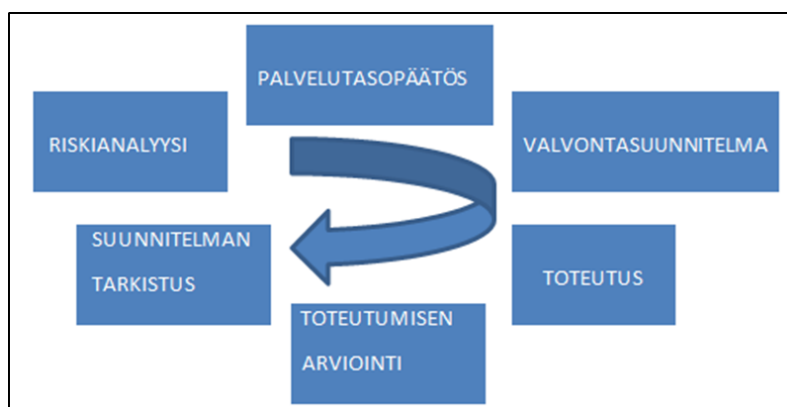 PALVELUTASOPÄÄTÖS
RISKIANALYYSI
VALVONTASUUNNITELMA
SUUNNITELMAN
TARKISTUS
TOTEUTUS
TOTEUTUMISEN
ARVIOINTI